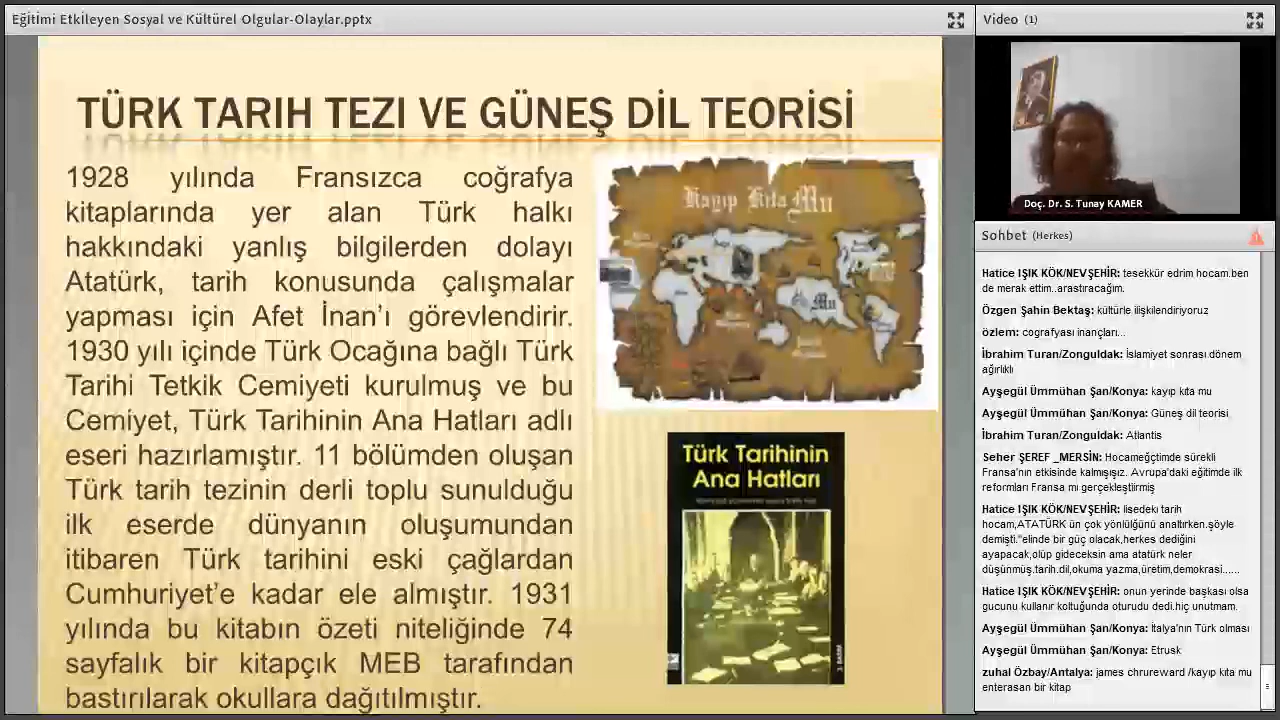 Eğitimi Etkileyen Sosyal ve Kültürel Olgular-Olaylar.pptx
TÜRK TARIH TEZI VE GÜNEŞ DİL TEORİSİ
1928 yılında Fransızca coğrafya
kitaplarında yer alan Türk halkı
hakkındaki yanlış bilgilerden dolayı
Atatürk, tarih konusunda çalışmalar
yapması için Afet İnan'ı görevlendirir.
1930 yılı içinde Türk Ocağına bağlı Türk
Tarihi Tetkik Cemiyeti kurulmuş ve bu
Cemiyet, Türk Tarihinin Ana Hatları adlı
eseri hazırlamıştır. 11 bölümden oluşan
Türk tarih tezinin derli toplu sunulduğu
ilk eserde dünyanın oluşumundan
itibaren Türk tarihini eski çağlardan
Cumhuriyet'e kadar ele almıştır. 1931
yılında bu kitabın özeti niteliğinde 74
sayfalık bir kitapçık MEB tarafından
bastırılarak okullara dağıtılmıştır.
Kayıp Kıta Mu
Mu
Türk Tarihinin
Ana Hatları
Video (1)
Doç. Dr. S. Tunay KAMER
Sohbet (Herkes)
Hatice IŞIK KÖK/NEVŞEHİR: tesekkür edrim hocam.ben
de merak ettim..arastıracağım.
Özgen Şahin Bektaş: kültürle ilişkilendiriyoruz
özlem: cografyası inançları...
İbrahim Turan/Zonguldak: İslamiyet sonrası dönem
ağırlıklı
Ayşegül Ümmühan Şan/Konya: kayıp kıta mu
Ayşegül Ümmühan Şan/Konya: Güneş dil teorisi
İbrahim Turan/Zonguldak: Atlantis
Seher ŞEREF _MERSİN: Hocameğçtimde sürekli
Fransa'nın etkisinde kalmışışız. Avrupa'daki eğitimde ilk
reformları Fransa mı gerçekleştlirmiş
Hatice IŞIK KÖK/NEVŞEHİR: lisedeki tarih
hocam,ATATÜRK ün çok yönlülüğünü analtırken.şöyle
demişti."elinde bir güç olacak,herkes dediğini
ayapacak,olüp gideceksin ama atatürk neler
düşünmüş.tarih.dil,okuma yazma,üretim,demokrasi......
Hatice IŞIK KÖK/NEVŞEHİR: onun yerinde başkası olsa
gucunu kullanır koltuğında oturudu dedi.hiç unutmam.
Ayşegül Ümmühan Şan/Konya: İtalya'nın Türk olması
Ayşegül Ümmühan Şan/Konya: Etrusk
zuhal Özbay/Antalya: james chrureward /kayıp kıta mu
enterasan bir kitap